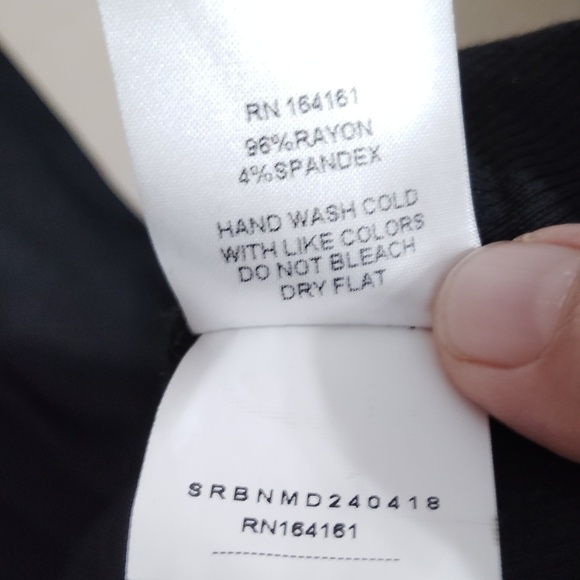 RN 164161
96%RAYON
4%SPANDEX
HAND WASH COLD
WITH LIKE COLORS
DO NOT BLEACH
DRY FLAT
SRBNMD240418
RN164161